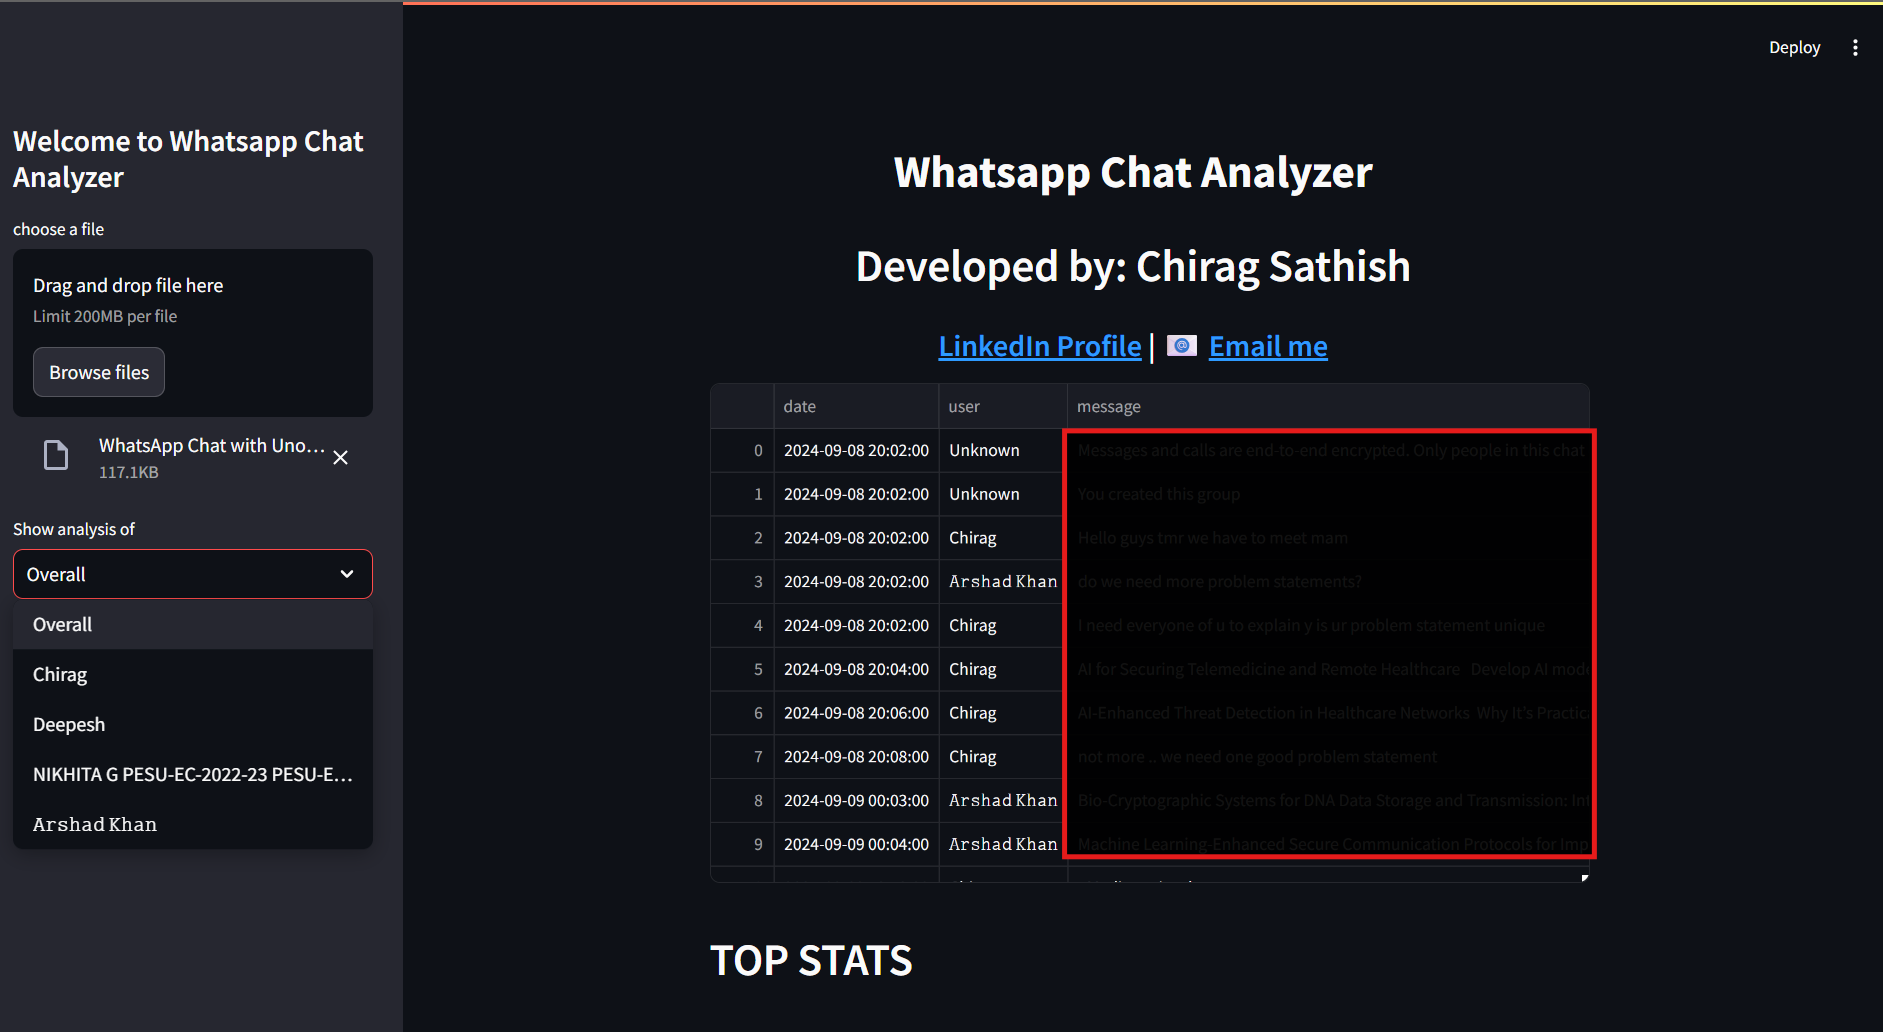 Deploy
Welcome to Whatsapp Chat
Analyzer
choose a file
Drag and drop file here
Limit 200MB per file
Browse files
WhatsApp Chat with Uno...
117.1KB
Show analysis of
Overall
Overall
Chirag
Deepesh
NIKHITA G PESU-EC-2022-23 PESU-E...
Arshad Khan
Whatsapp Chat Analyzer
Developed by: Chirag Sathish
LinkedIn Profile | Email me
date user message
0 2024-09-08 20:02:00 Unknown Messages and calls are end-to-end encrypted. Only people in this chat
1 2024-09-08 20:02:00 Unknown You created this group
2 2024-09-08 20:02:00 Chirag Hello guys tmr we have to meet mam
3 2024-09-08 20:02:00 Arshad Khan do we need more problem statements?
4 2024-09-08 20:02:00 Chirag I need everyone of u to explain y is ur problem statement unique
5 2024-09-08 20:04:00 Chirag AI for Securing Telemedicine and Remote Healthcare Develop AI mod
6 2024-09-08 20:06:00 Chirag AI-Enhanced Threat Detection in Healthcare Networks Why It's Practic
7 2024-09-08 20:08:00 Chirag not more .. we need one good problem statement
8 2024-09-09 00:03:00 Arshad Khan Bio-Cryptographic Systems for DNA Data Storage and Transmission: Int
9 2024-09-09 00:04:00 Arshad Khan Machine Learning-Enhanced Secure Communication Protocols for Imp
TOP STATS